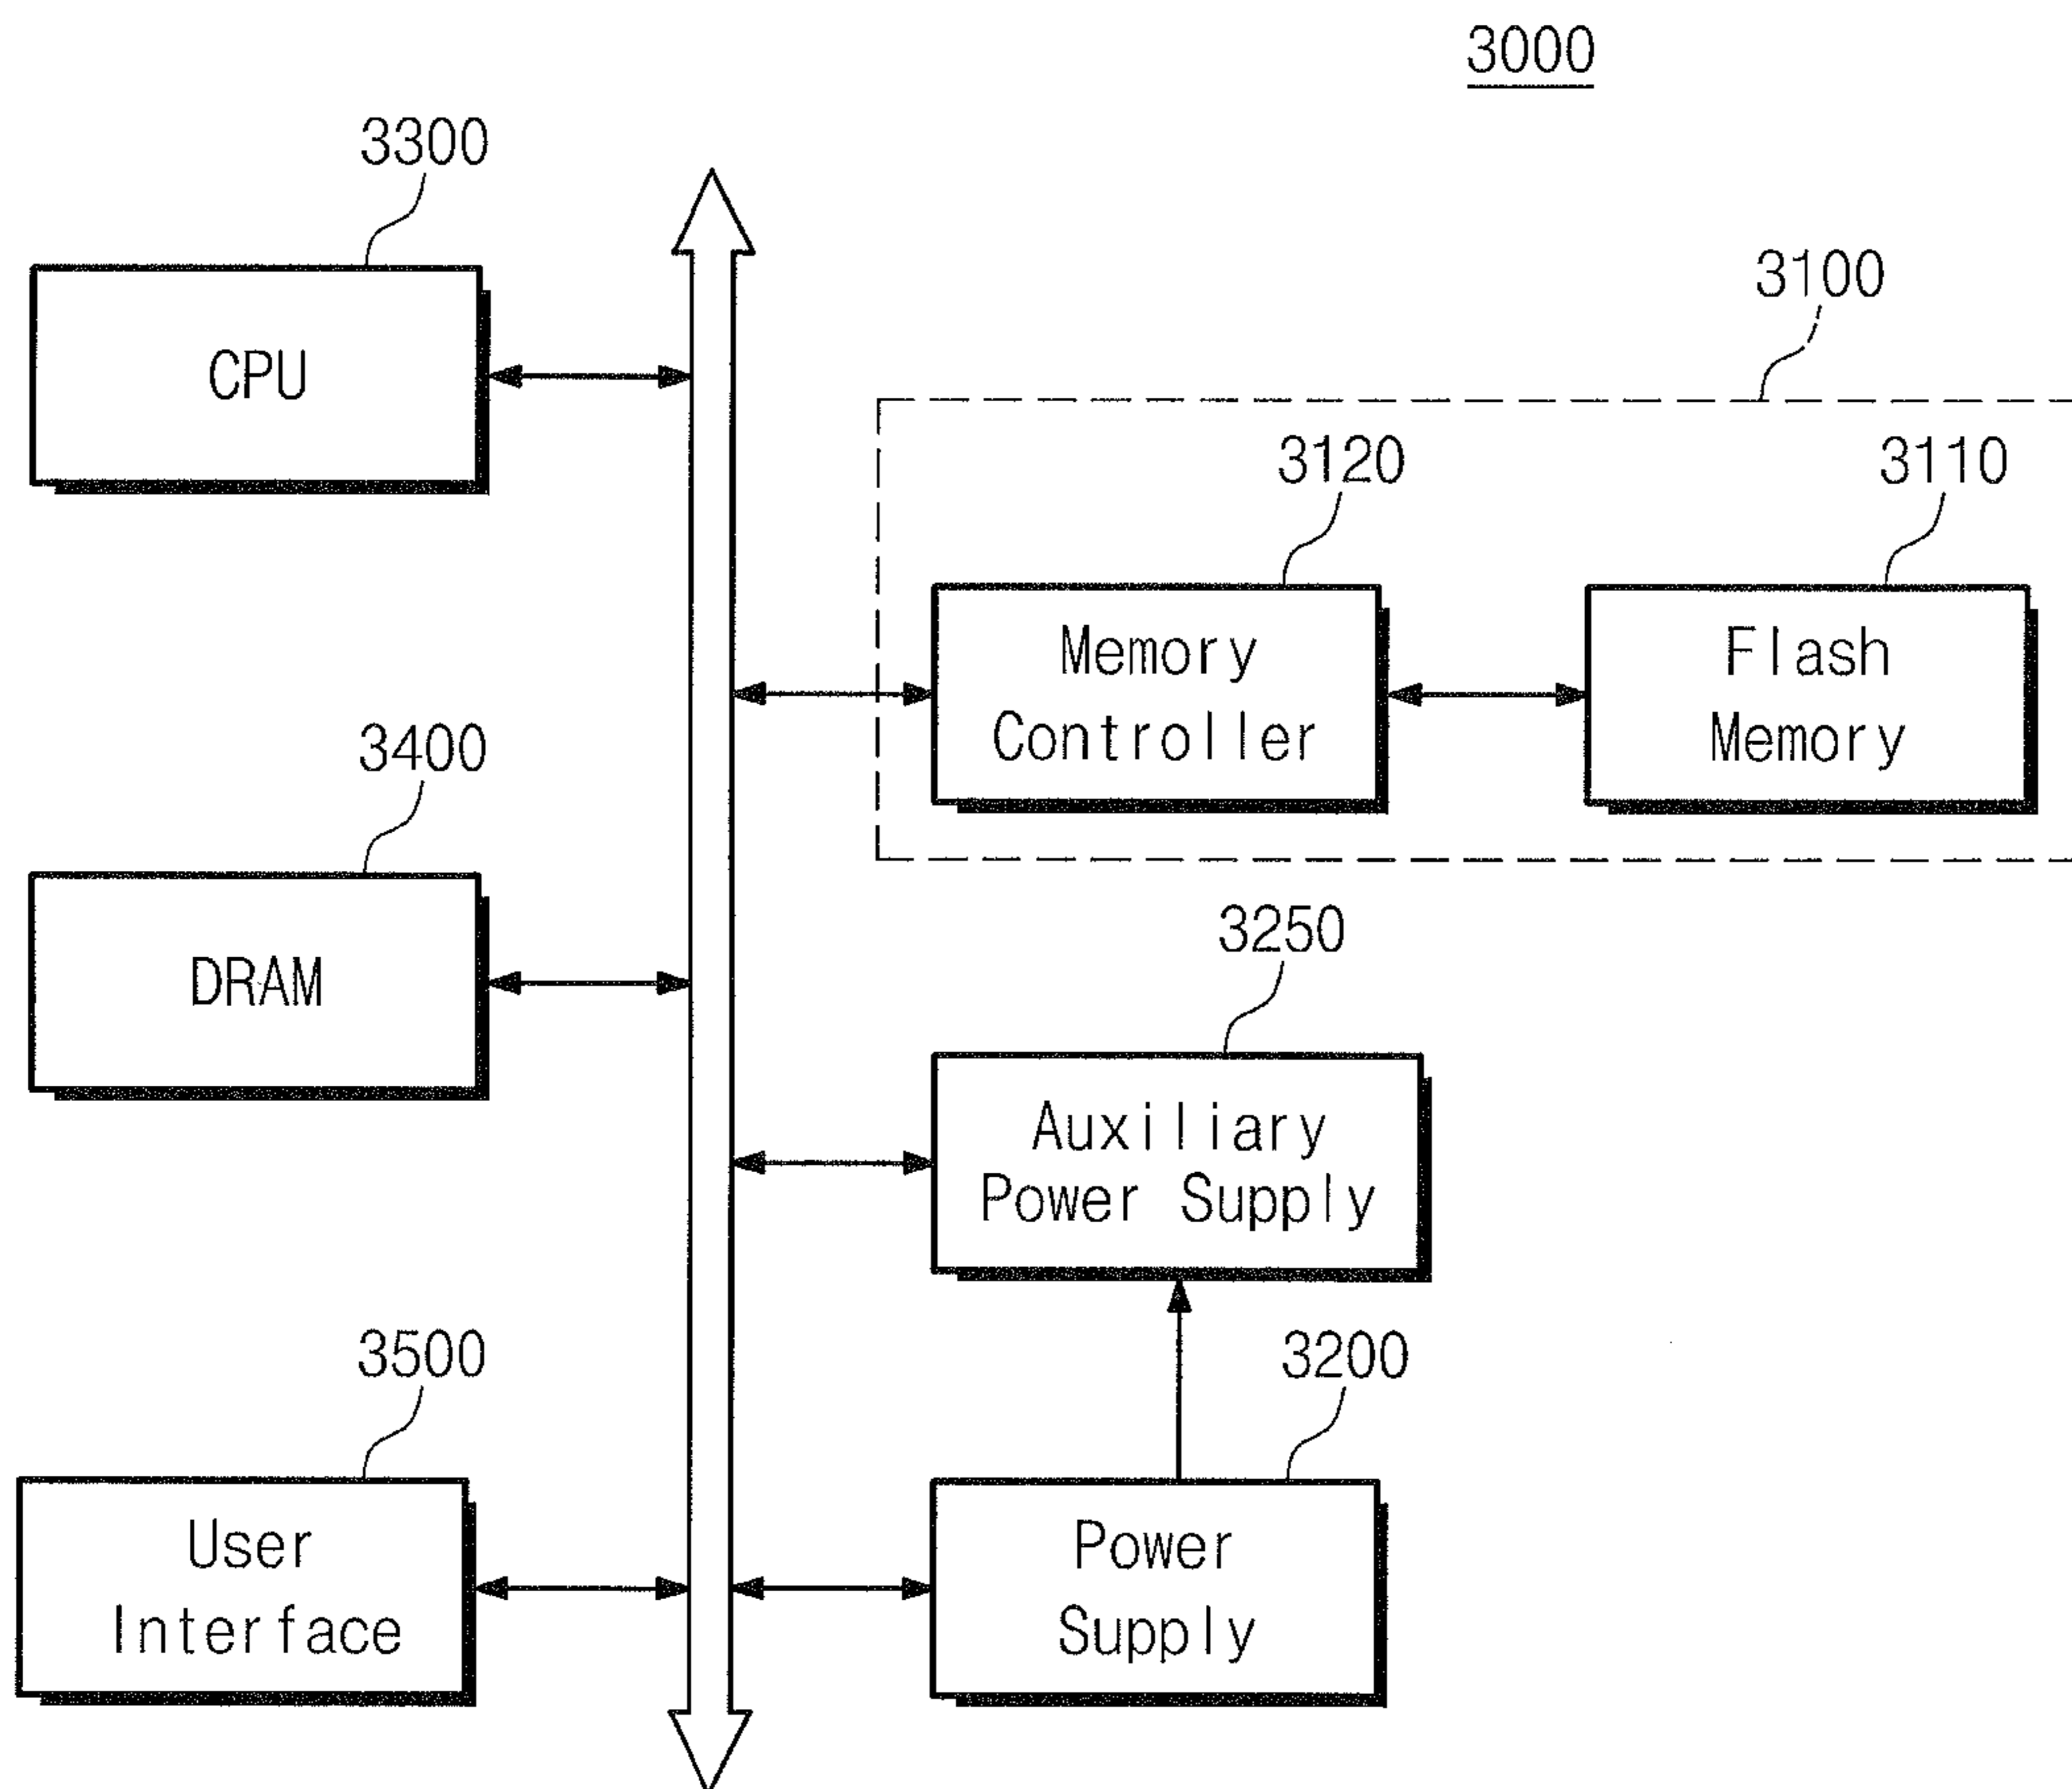 3000
3300
CPU
3100
3120
3110
Memory
Controller
Flash
Memory
3400
DRAM
3250
Auxiliary
Power Supply
3500
User
Interface
3200
Power
Supply